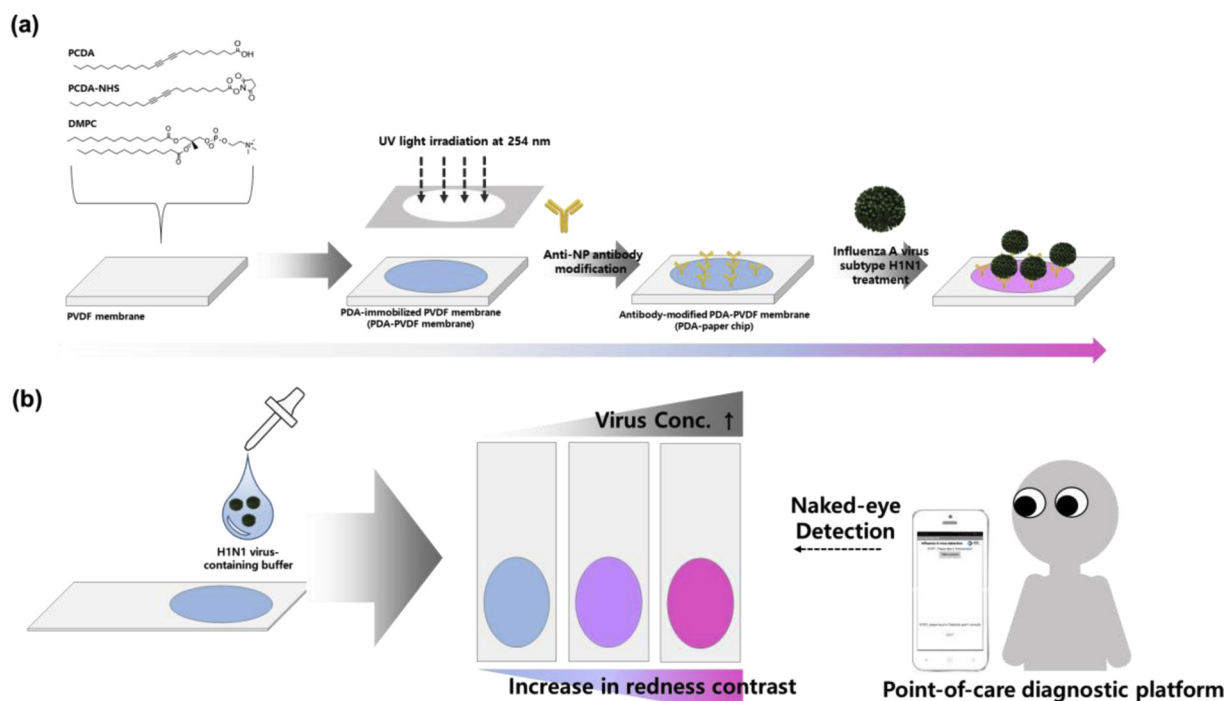 (a)
PCDA
O
OH
PCDA-NHS
O
O
O
N
O
DMPC
O
O
O
P
O
O
O
O
N
UV light irradiation at 254 nm
Anti-NP antibody
modification
Influenza A virus
subtype H1N1
treatment
PVDF membrane
PDA-immobilized PVDF membrane
(PDA-PVDF membrane)
Antibody-modified PDA-PVDF membrane
(PDA-paper chip)
(b)
Virus Conc. ↑
H1N1 virus-
containing buffer
Naked-eye
Detection
Influenza A virus detection
Increase in redness contrast
Point-of-care diagnostic platform